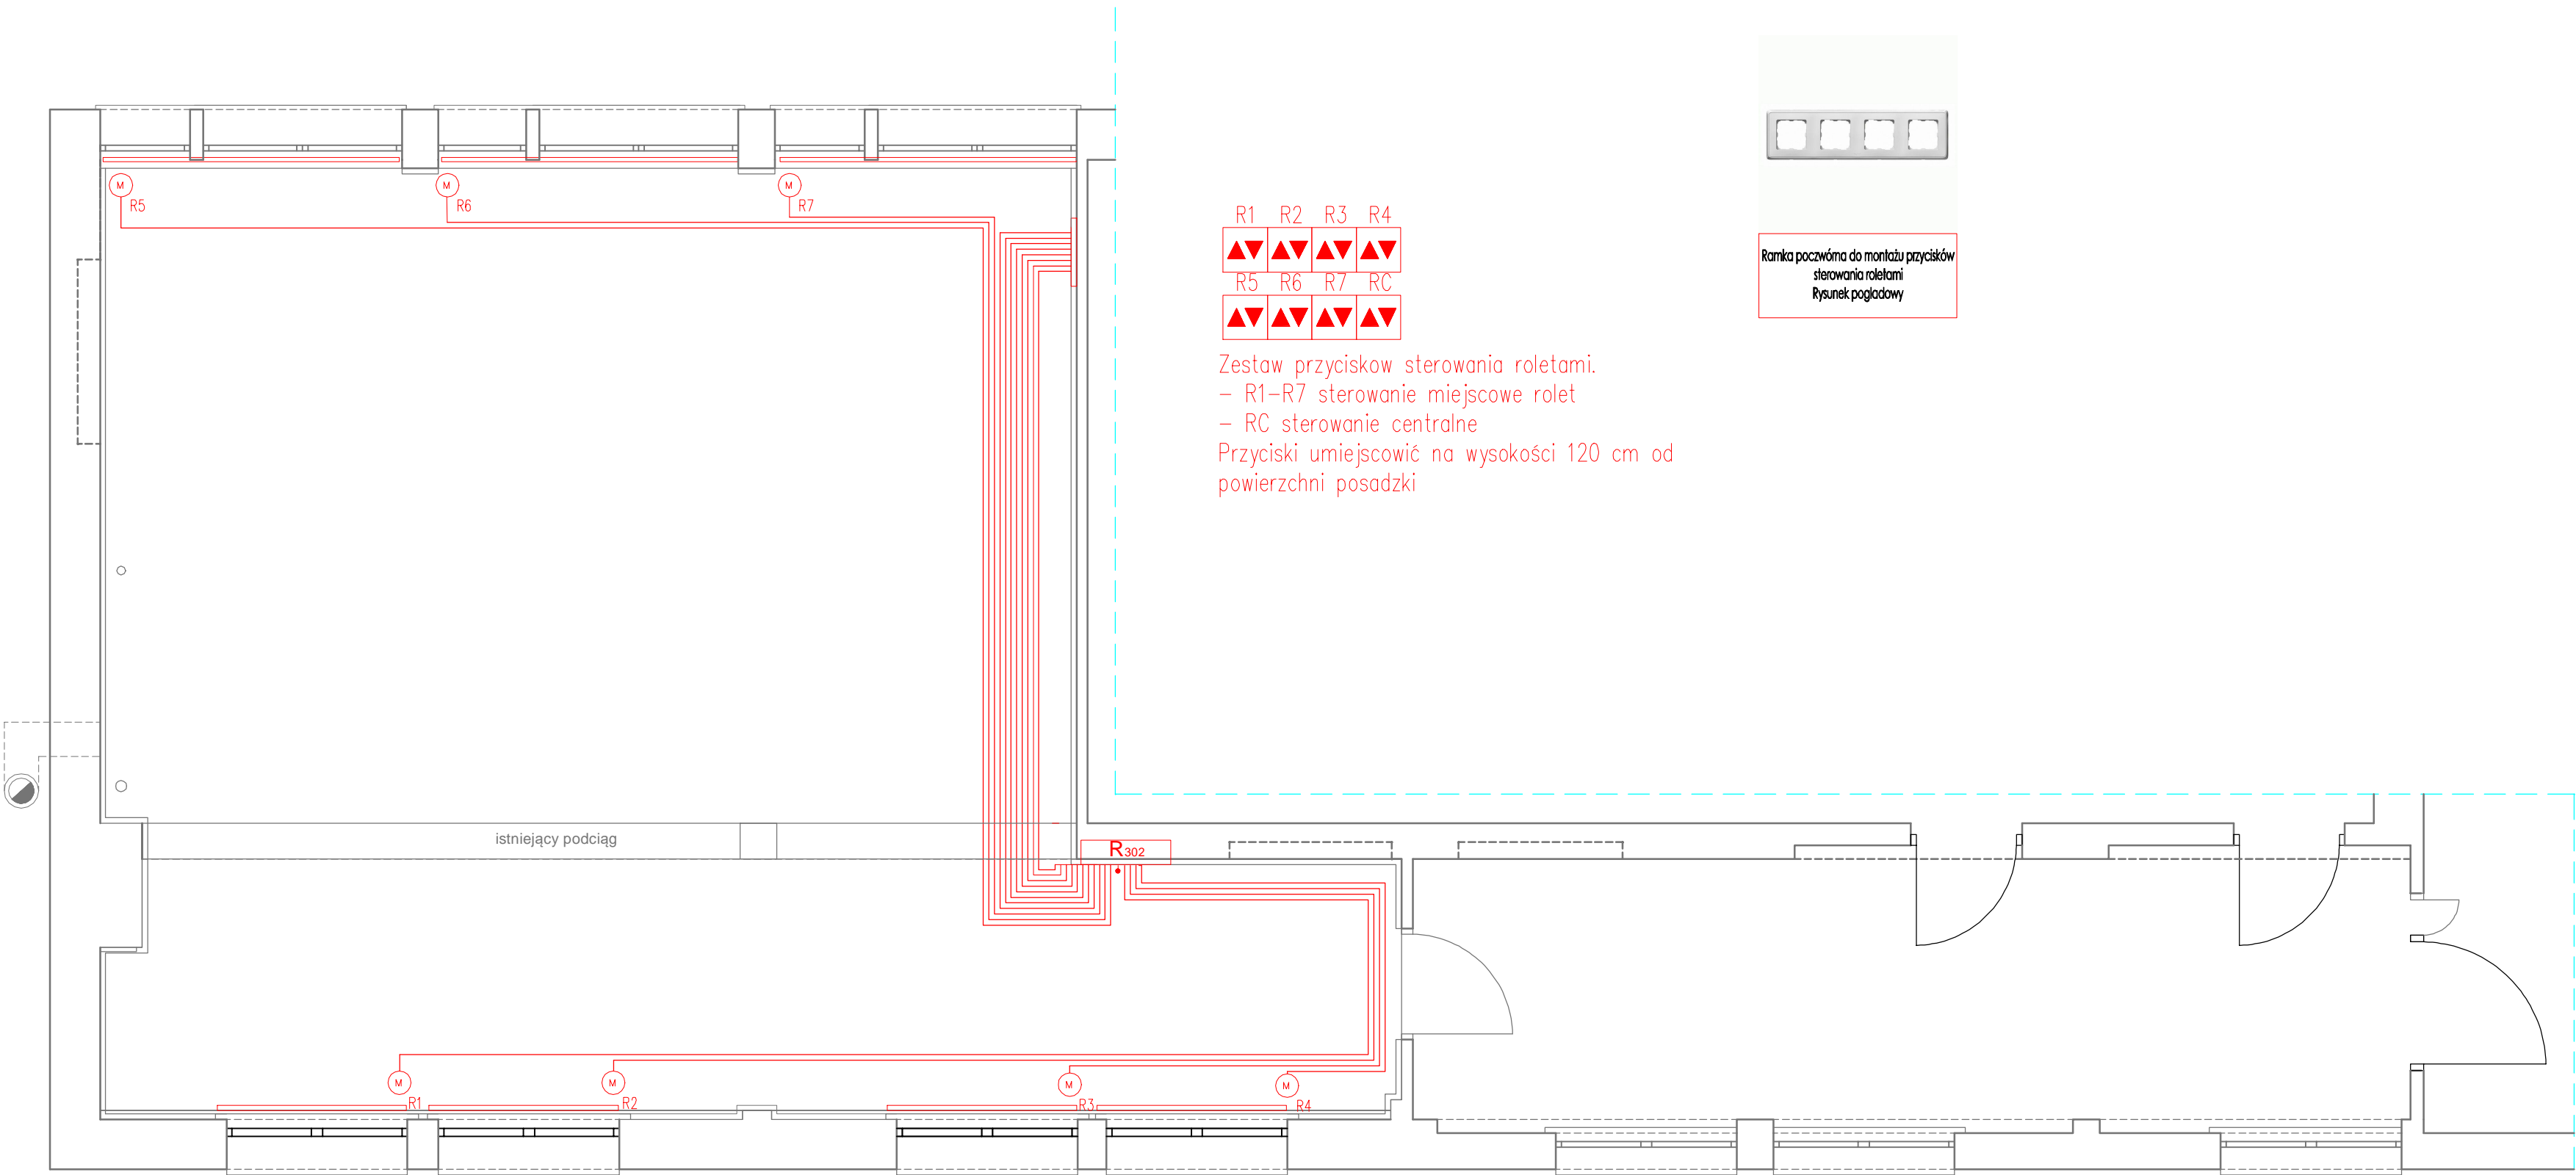 M
R5
M
R6
M
R7
R1 R2 R3 R4
R5 R6 R7 RC
Zestaw przyciskow sterowania roletami.
- R1-R7 sterowanie miejscowe rolet
- RC sterowanie centralne
Przyciski umiejscowić na wysokości 120 cm od
powierzchni posadzki
Ramka poczwórna do montażu przycisków
sterowania roletami
Rysunek pogladowy
istniejący podciąg
R302
M
R1
M
R2
M
R3
M
R4